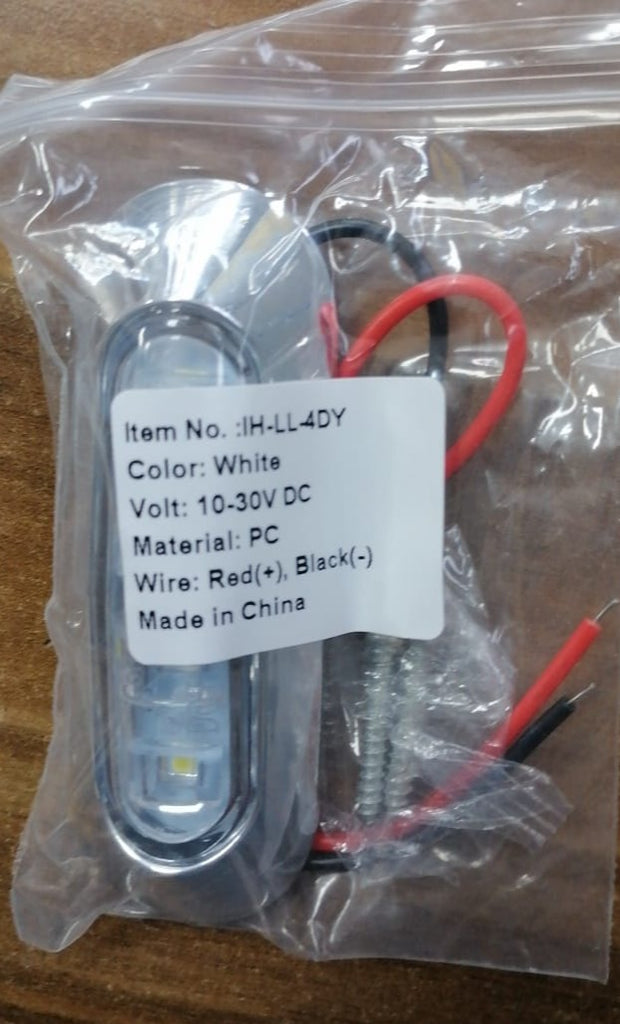 Item No. :IH-LL-4DY
Color: White
Volt: 10-30V DC
Material: PC
Wire: Red(+), Black(-)
Made in China